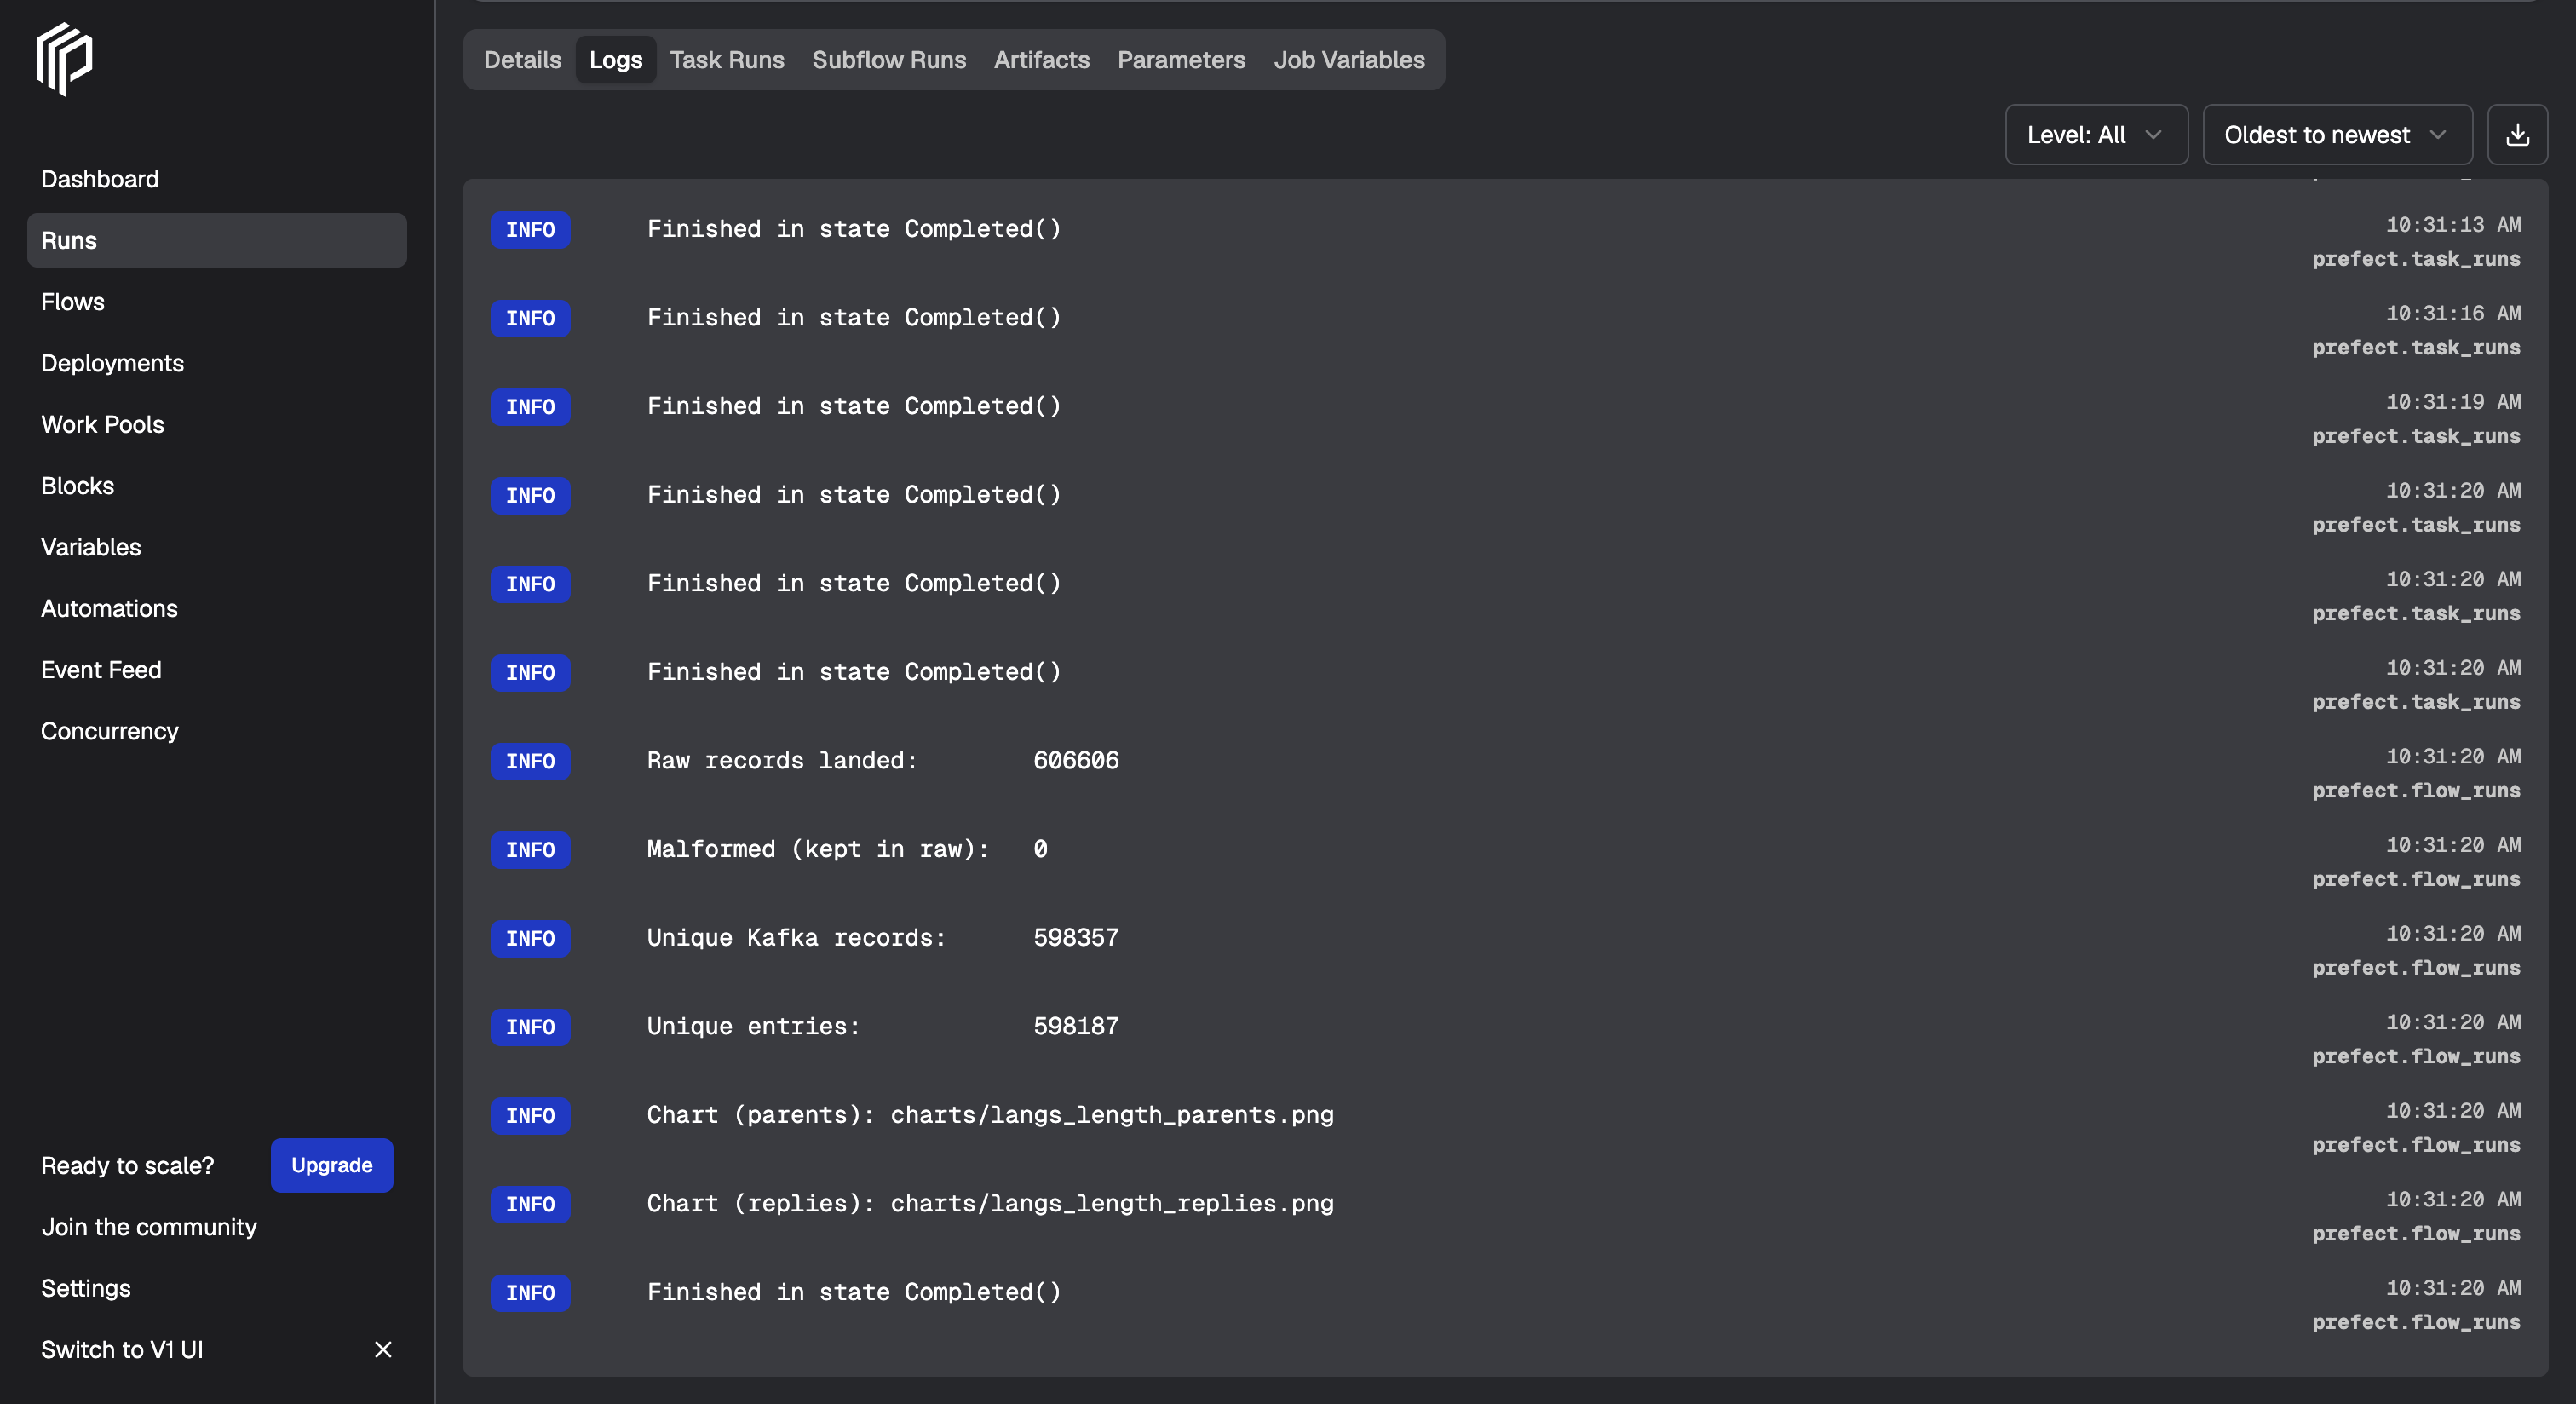 Details Logs Task Runs Subflow Runs Artifacts Parameters Job Variables
Level: All
Oldest to newest
Dashboard
Runs
Flows
Deployments
Work Pools
Blocks
Variables
Automations
Event Feed
Concurrency
Ready to scale? Upgrade
Join the community
Settings
Switch to V1 UI
INFO Finished in state Completed() 10:31:13 AM
prefect.task_runs
INFO Finished in state Completed() 10:31:16 AM
prefect.task_runs
INFO Finished in state Completed() 10:31:19 AM
prefect.task_runs
INFO Finished in state Completed() 10:31:20 AM
prefect.task_runs
INFO Finished in state Completed() 10:31:20 AM
prefect.task_runs
INFO Finished in state Completed() 10:31:20 AM
prefect.task_runs
INFO Raw records landed: 606606 10:31:20 AM
prefect.flow_runs
INFO Malformed (kept in raw): 0 10:31:20 AM
prefect.flow_runs
INFO Unique Kafka records: 598357 10:31:20 AM
prefect.flow_runs
INFO Unique entries: 598187 10:31:20 AM
prefect.flow_runs
INFO Chart (parents): charts/langs_length_parents.png 10:31:20 AM
prefect.flow_runs
INFO Chart (replies): charts/langs_length_replies.png 10:31:20 AM
prefect.flow_runs
INFO Finished in state Completed() 10:31:20 AM
prefect.flow_runs